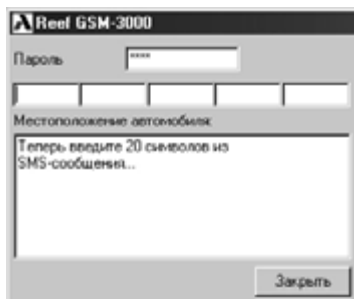 Reef GSM-3000
Пароль
****
Местоположение автомобиля:
Теперь введите 20 символов из
SMS-сообщения...
Закрыть